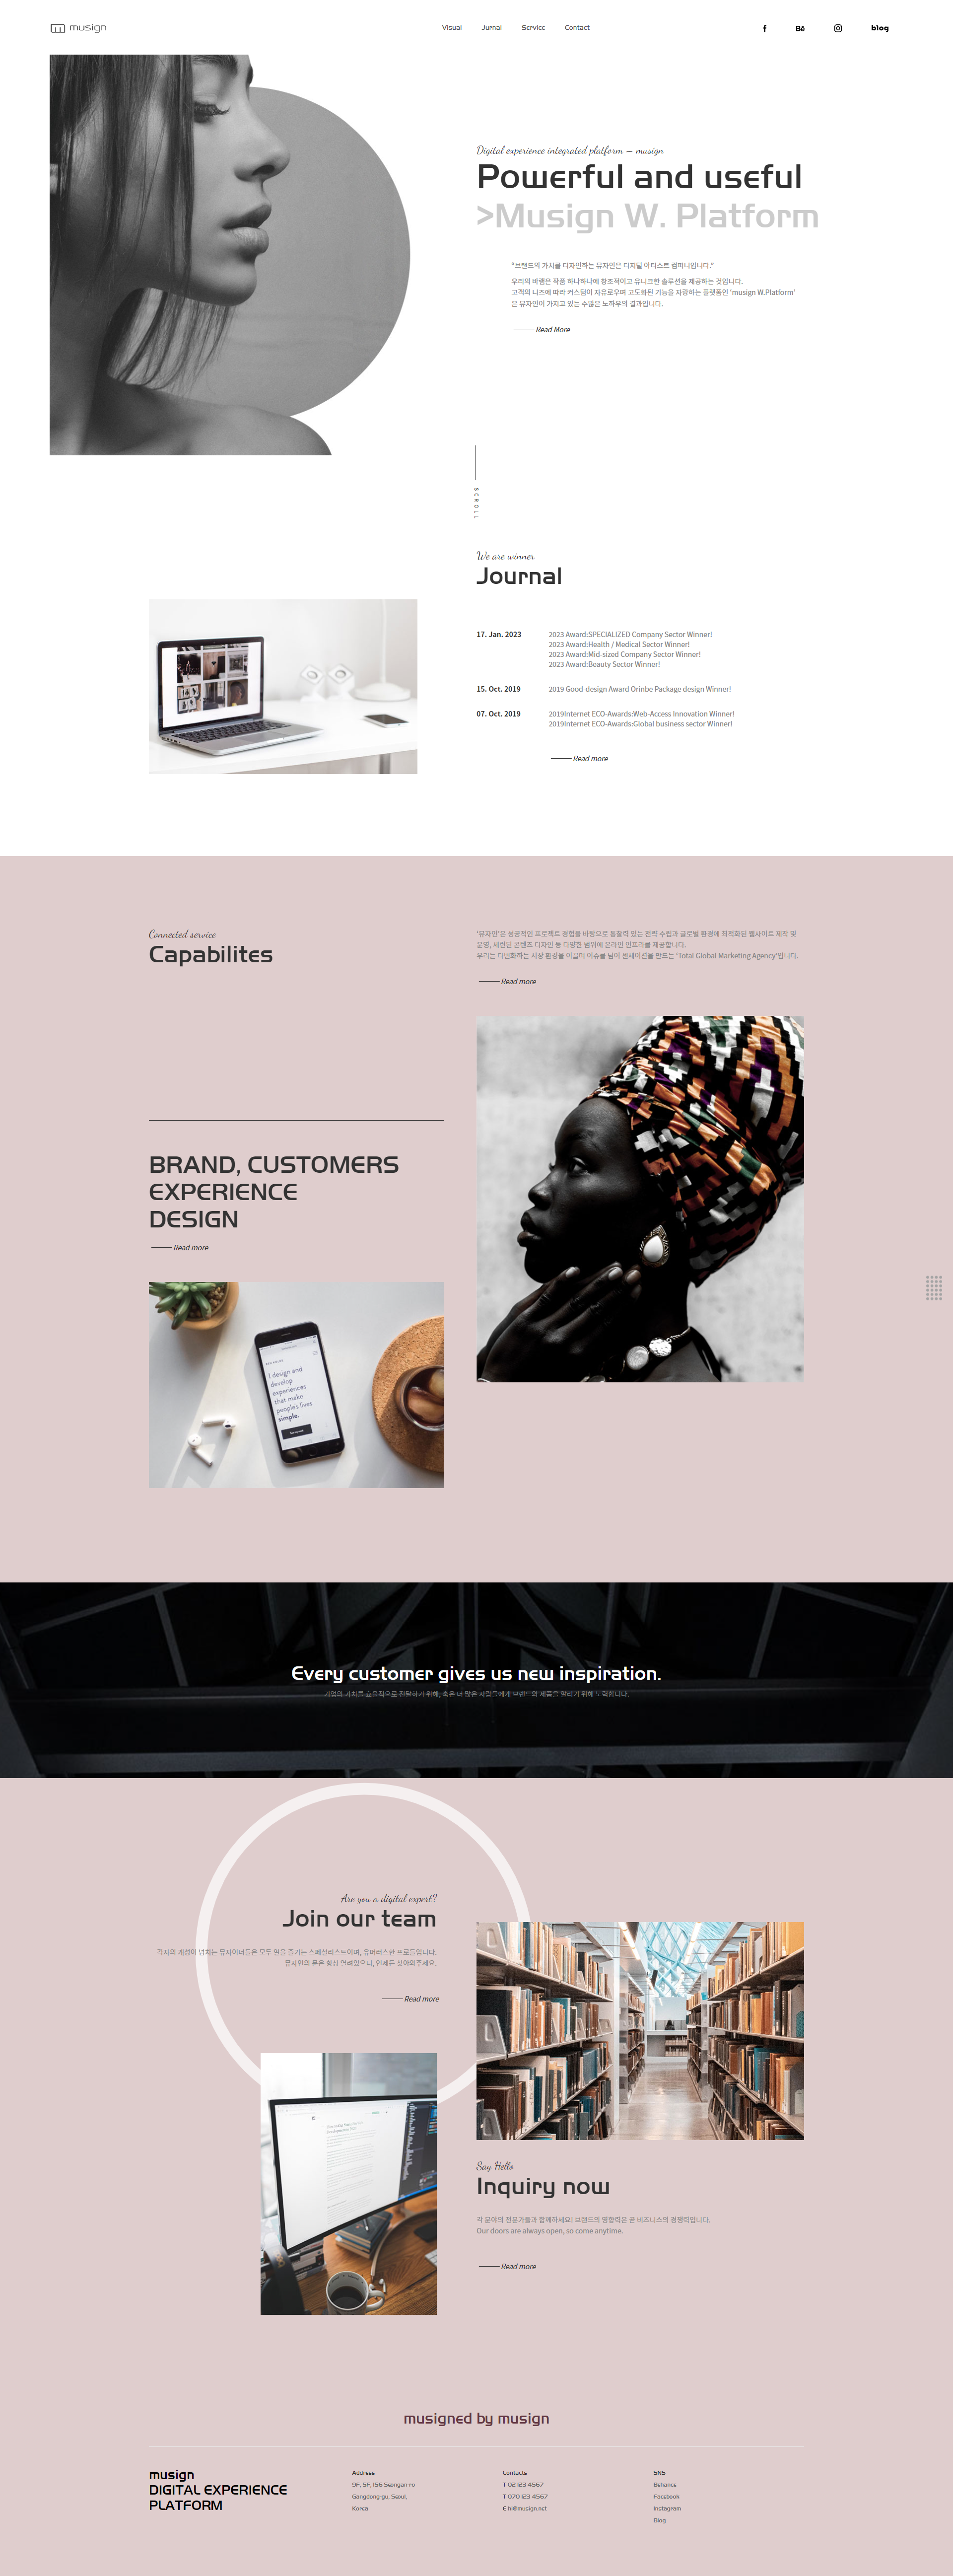 musign
Visual
Jurnal
Service
Contact
Bē
blog
Digital experience integrated platform – musign
Powerful and useful
>Musign W. Platform
"브랜드의 가치를 디자인하는 뮤자인은 디지털 아티스트 컴퍼니입니다."
우리의 바램은 작품 하나하나에 창조적이고 유니크한 솔루션을 제공하는 것입니다.
고객의 니즈에 따라 커스텀이 자유로우며 고도화된 기능을 자랑하는 플랫폼인 'musign W.Platform'
은 뮤자인이 가지고 있는 수많은 노하우의 결과입니다.
Read More
SCROLL
We are winner
Journal
17. Jan. 2023
2023 Award:SPECIALIZED Company Sector Winner!
2023 Award:Health / Medical Sector Winner!
2023 Award:Mid-sized Company Sector Winner!
2023 Award:Beauty Sector Winner!
15. Oct. 2019
2019 Good-design Award Orinbe Package design Winner!
07. Oct. 2019
2019Internet ECO-Awards:Web-Access Innovation Winner!
2019Internet ECO-Awards:Global business sector Winner!
Read more
Connected service
Capabilites
'뮤자인'은 성공적인 프로젝트 경험을 바탕으로 통찰력 있는 전략 수립과 글로벌 환경에 최적화된 웹사이트 제작 및
운영, 세련된 콘텐츠 디자인 등 다양한 범위에 온라인 인프라를 제공합니다.
우리는 다변화하는 시장 환경을 이끌며 이슈를 넘어 센세이션을 만드는 'Total Global Marketing Agency'입니다.
Read more
BRAND, CUSTOMERS
EXPERIENCE
DESIGN
Read more
I design and
develop
experiences
that make
people's lives
simple.
Every customer gives us new inspiration.
기업의 가치를 효율적으로 전달하기 위해, 혹은 더 많은 사람들에게 브랜드와 제품을 알리기 위해 노력합니다.
Are you a digital expert?
Join our team
각자의 개성이 넘치는 뮤자이너들은 모두 일을 즐기는 스페셜리스트이며, 유머러스한 프로들입니다.
뮤자인의 문은 항상 열려있으니, 언제든 찾아와주세요.
Read more
Say Hello
Inquiry now
각 분야의 전문가들과 함께하세요! 브랜드의 영향력은 곧 비즈니스의 경쟁력입니다.
Our doors are always open, so come anytime.
Read more
musigned by musign
musign
DIGITAL EXPERIENCE
PLATFORM
Address
9F, 5F, 156 Seongan-ro
Gangdong-gu, Seoul,
Korea
Contacts
T 02 123 4567
T 070 123 4567
E hi@musign.net
SNS
Behance
Facebook
Instagram
Blog